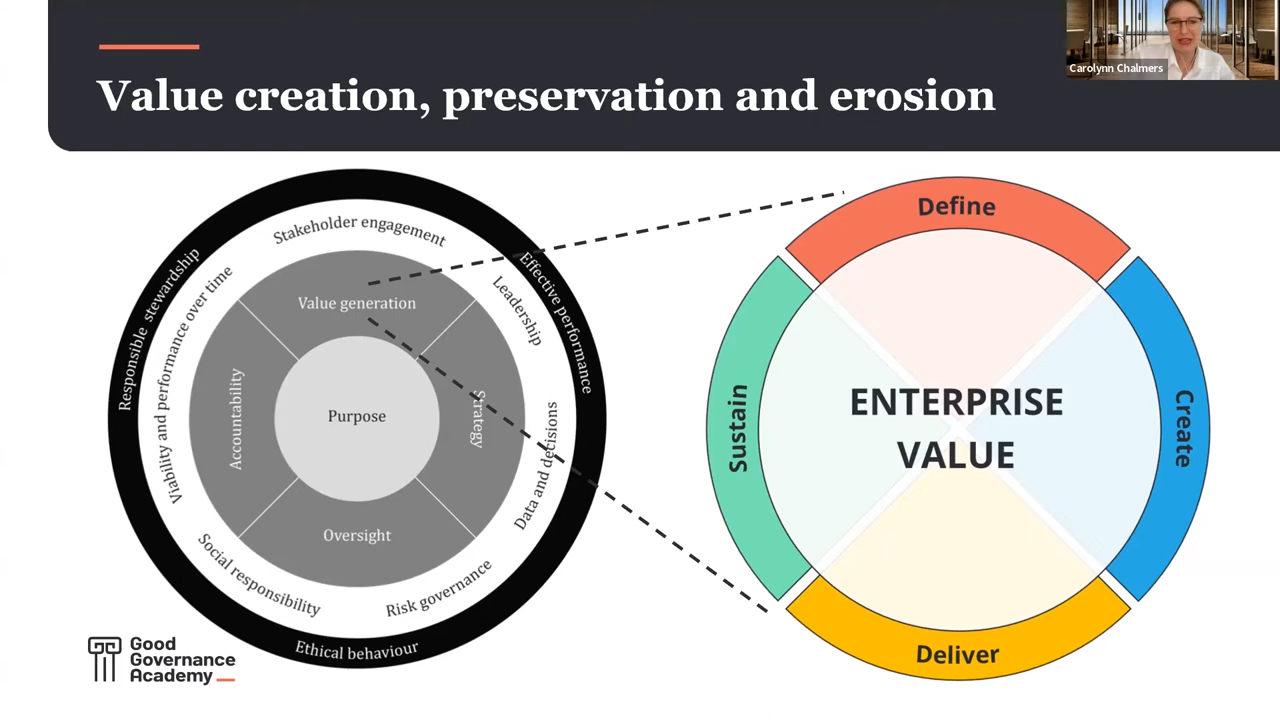 Carolynn Chalmers
Value creation, preservation and erosion
Responsible stewardship
Effective performance
Ethical behaviour
Stakeholder engagement
Leadership
Data and decisions
Risk governance
Social responsibility
Viability and performance over time
Value generation
Strategy
Oversight
Accountability
Purpose
Define
Create
Deliver
Sustain
ENTERPRISE
VALUE
Good
Governance
Academy